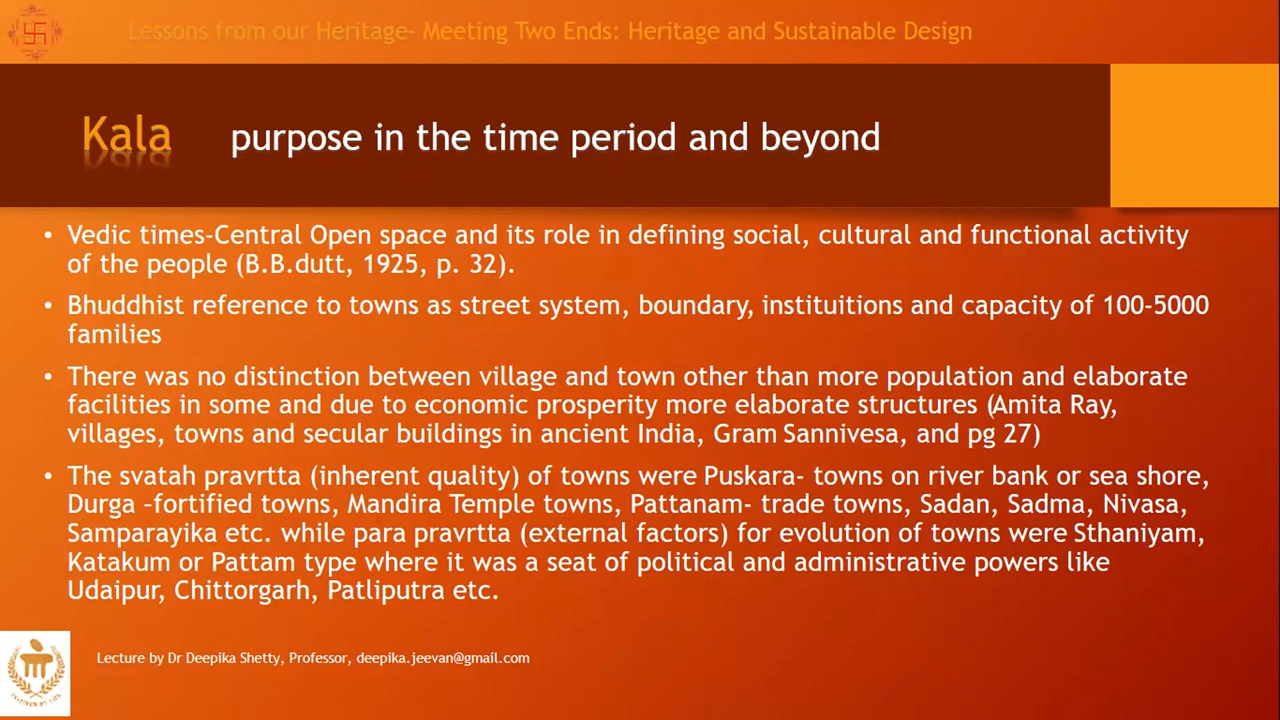 Lessons from our Heritage- Meeting Two Ends: Heritage and Sustainable Design
Kala purpose in the time period and beyond
• Vedic times-Central Open space and its role in defining social, cultural and functional activity
of the people (B.B.dutt, 1925, p. 32).
• Bhuddhist reference to towns as street system, boundary, instituitions and capacity of 100-5000
families
• There was no distinction between village and town other than more population and elaborate
facilities in some and due to economic prosperity more elaborate structures (Amita Ray,
villages, towns and secular buildings in ancient India, Gram Sannivesa, and pg 27)
• The svatah pravrtta (inherent quality) of towns were Puskara- towns on river bank or sea shore,
Durga –fortified towns, Mandira Temple towns, Pattanam- trade towns, Sadan, Sadma, Nivasa,
Samparayika etc. while para pravrtta (external factors) for evolution of towns were Sthaniyam,
Katakum or Pattam type where it was a seat of political and administrative powers like
Udaipur, Chittorgarh, Patliputra etc.
Lecture by Dr Deepika Shetty, Professor, deepika.jeevan@gmail.com